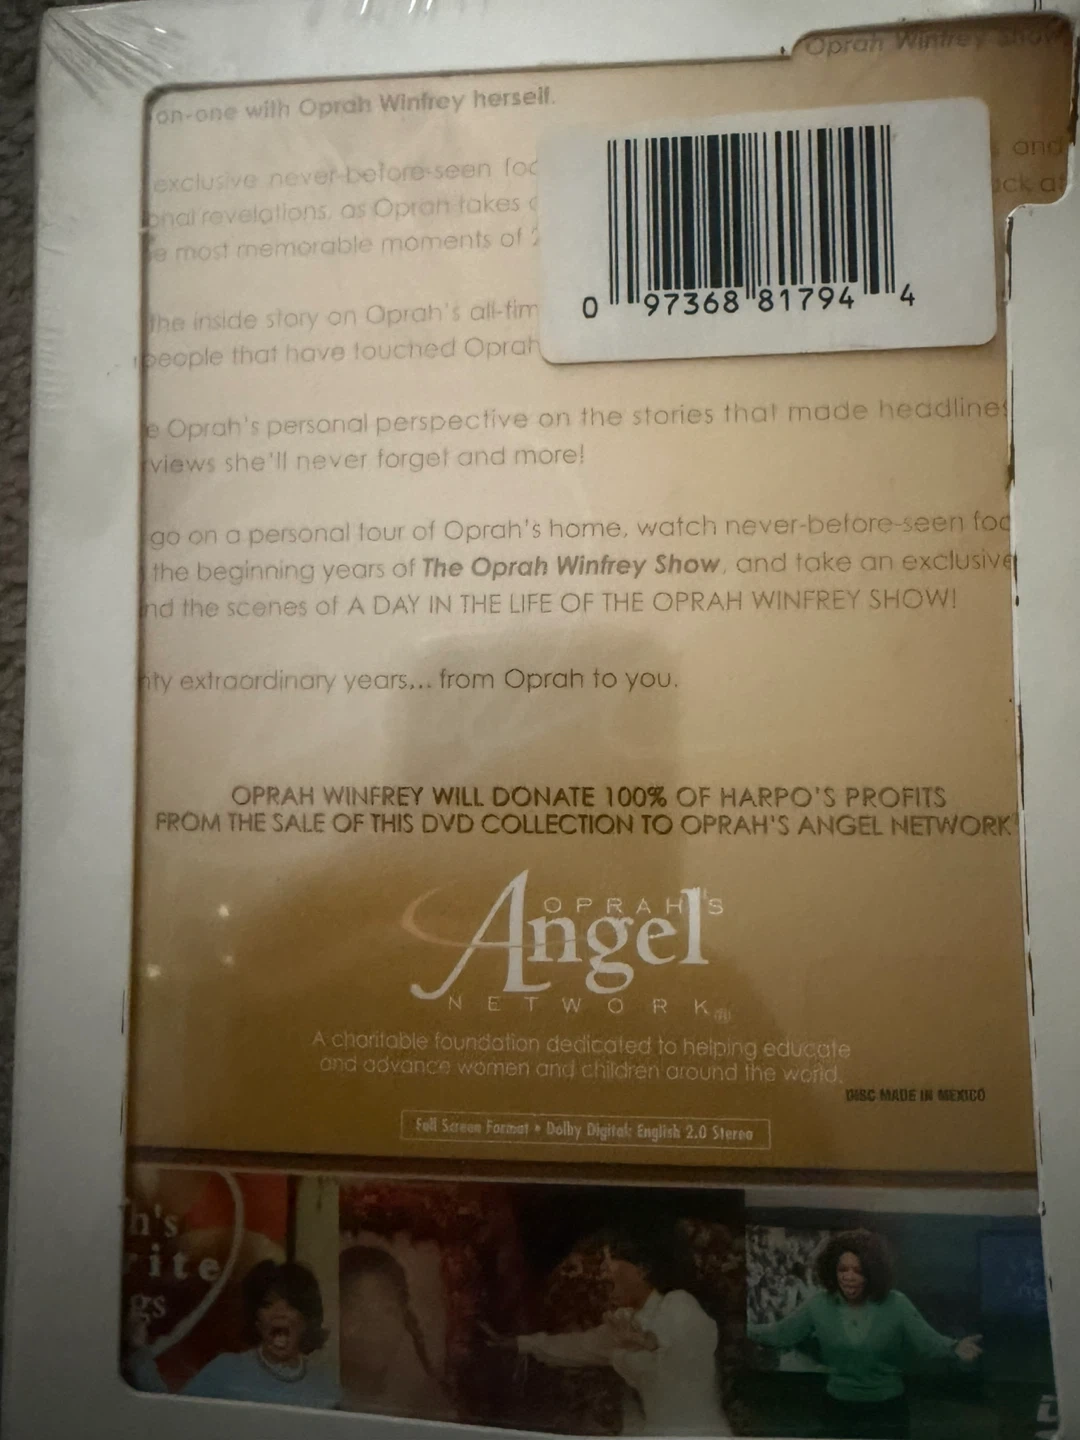 Oprah Winfrey Show
on-one with Oprah Winfrey herself.
exclusive never-before-seen foo
and
onal revelations, as Oprah takes
ck at
e most memorable moments of 2
0 97368 81794 4
the inside story on Oprah's all-tim
people that have touched Oprah
e Oprah's personal perspective on the stories that made headlines
views she'll never forget and more!
go on a personal tour of Oprah's home, watch never-before-seen foo
the beginning years of The Oprah Winfrey Show, and take an exclusive
nd the scenes of A DAY IN THE LIFE OF THE OPRAH WINFREY SHOW!
nty extraordinary years... from Oprah to you.
OPRAH WINFREY WILL DONATE 100% OF HARPO'S PROFITS
FROM THE SALE OF THIS DVD COLLECTION TO OPRAH'S ANGEL NETWORK
OPRAH'S
Angel
NETWORK
A charitable foundation dedicated to helping educate
and advance women and children around the world.
DISC MADE IN MEXICO
Full Screen Format • Dolby Digital: English 2.0 Stereo
h's
rite
gs